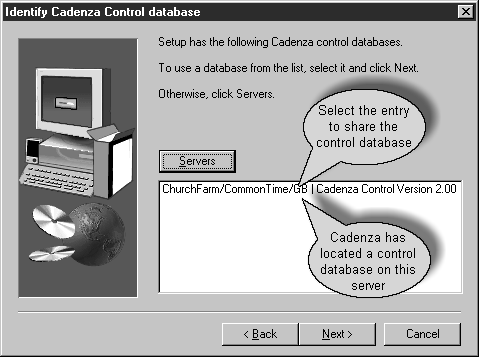 Identify Cadenza Control database
Setup has the following Cadenza control databases.
To use a database from the list, select it and click Next.
Otherwise, click Servers.
Select the entry
to share the
control database
Servers
ChurchFarm/CommonTime/GB | Cadenza Control Version 2.00
Cadenza has
located a control
database on this
server
< Back
Next >
Cancel